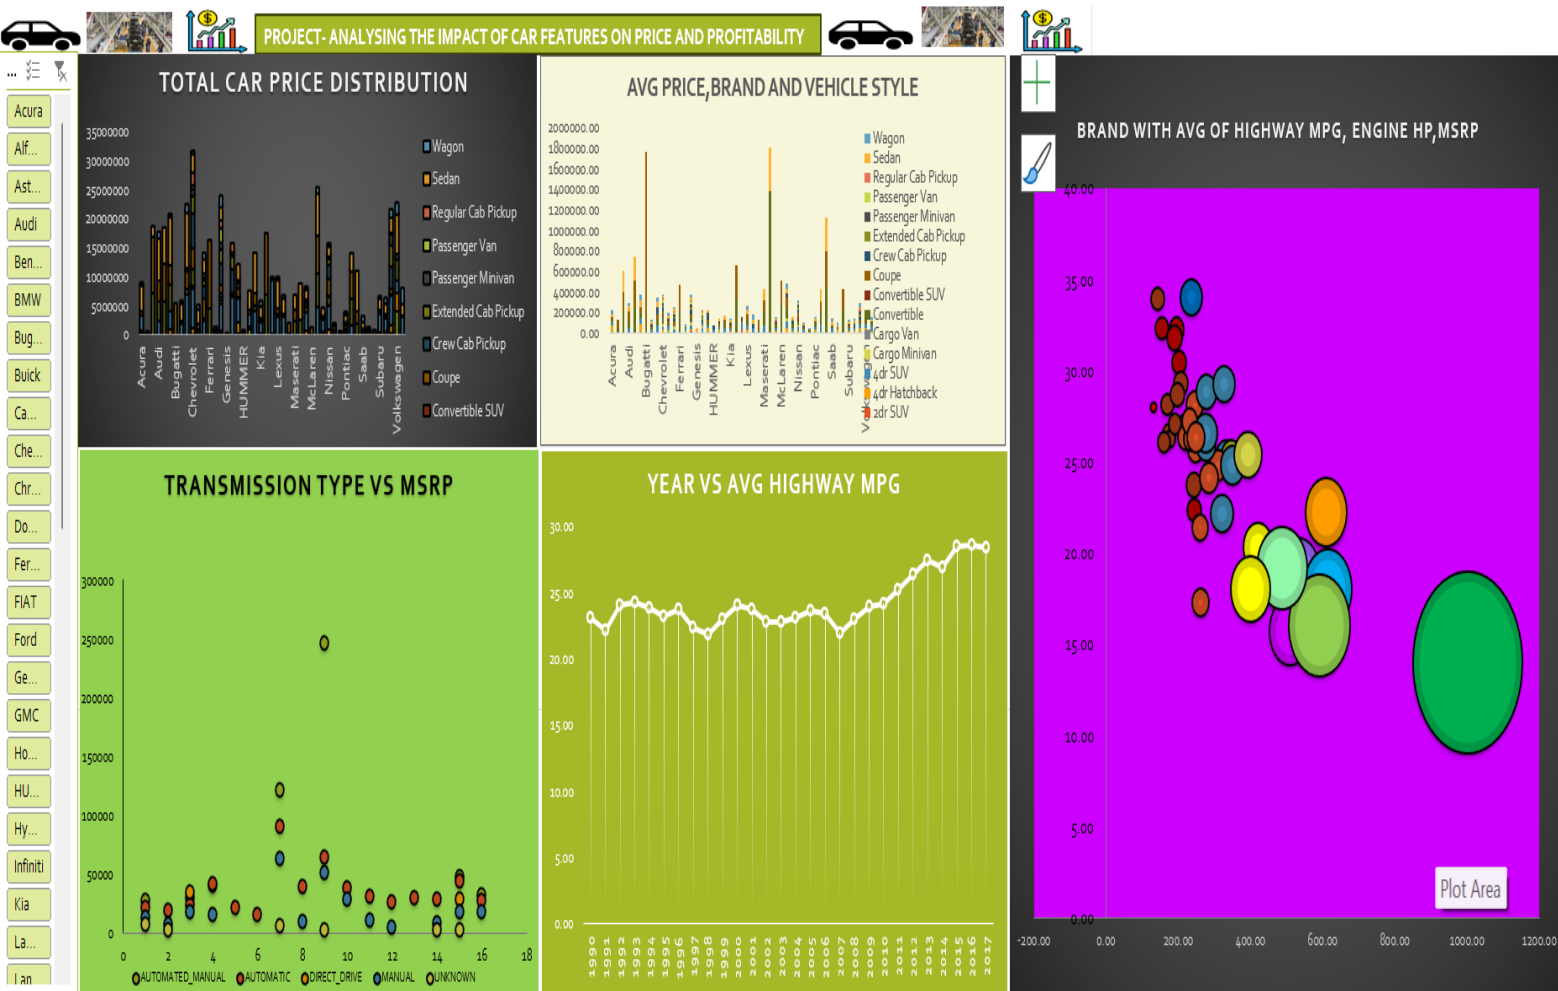 PROJECT- ANALYSING THE IMPACT OF CAR FEATURES ON PRICE AND PROFITABILITY
...
Acura
Alf...
Ast...
Audi
Ben...
BMW
Bug...
Buick
Ca...
Che...
Chr...
Do...
Fer...
FIAT
Ford
Ge...
GMC
Ho...
HU...
Hy...
Infiniti
Kia
La...
Lan
TOTAL CAR PRICE DISTRIBUTION
35000000
30000000
25000000
20000000
15000000
10000000
5000000
0
Acura
Audi
Bugatti
Chevrolet
Ferrari
Genesis
HUMMER
Kia
Lexus
Maserati
McLaren
Nissan
Pontiac
Saab
Subaru
Volkswagen
Wagon
Sedan
Regular Cab Pickup
Passenger Van
Passenger Minivan
Extended Cab Pickup
Crew Cab Pickup
Coupe
Convertible SUV
AVG PRICE,BRAND AND VEHICLE STYLE
2000000.00
1800000.00
1600000.00
1400000.00
1200000.00
1000000.00
800000.00
600000.00
400000.00
200000.00
0.00
Acura
Audi
Bugatti
Chevrolet
Ferrari
Genesis
HUMMER
Kia
Lexus
Maserati
McLaren
Nissan
Pontiac
Saab
Subaru
Volkswagen
Wagon
Sedan
Regular Cab Pickup
Passenger Van
Passenger Minivan
Extended Cab Pickup
Crew Cab Pickup
Coupe
Convertible SUV
Convertible
Cargo Van
Cargo Minivan
4dr SUV
4dr Hatchback
2dr SUV
TRANSMISSION TYPE VS MSRP
300000
250000
200000
150000
100000
50000
0
0 2 4 6 8 10 12 14 16 18
AUTOMATED_MANUAL AUTOMATIC DIRECT_DRIVE MANUAL UNKNOWN
YEAR VS AVG HIGHWAY MPG
30.00
25.00
20.00
15.00
10.00
5.00
0.00
1990 1991 1992 1993 1994 1995 1996 1997 1998 1999 2000 2001 2002 2003 2004 2005 2006 2007 2008 2009 2010 2011 2012 2013 2014 2015 2016 2017
BRAND WITH AVG OF HIGHWAY MPG, ENGINE HP,MSRP
40.00
35.00
30.00
25.00
20.00
15.00
10.00
5.00
0.00
-200.00 0.00 200.00 400.00 600.00 800.00 1000.00 1200.00
Plot Area